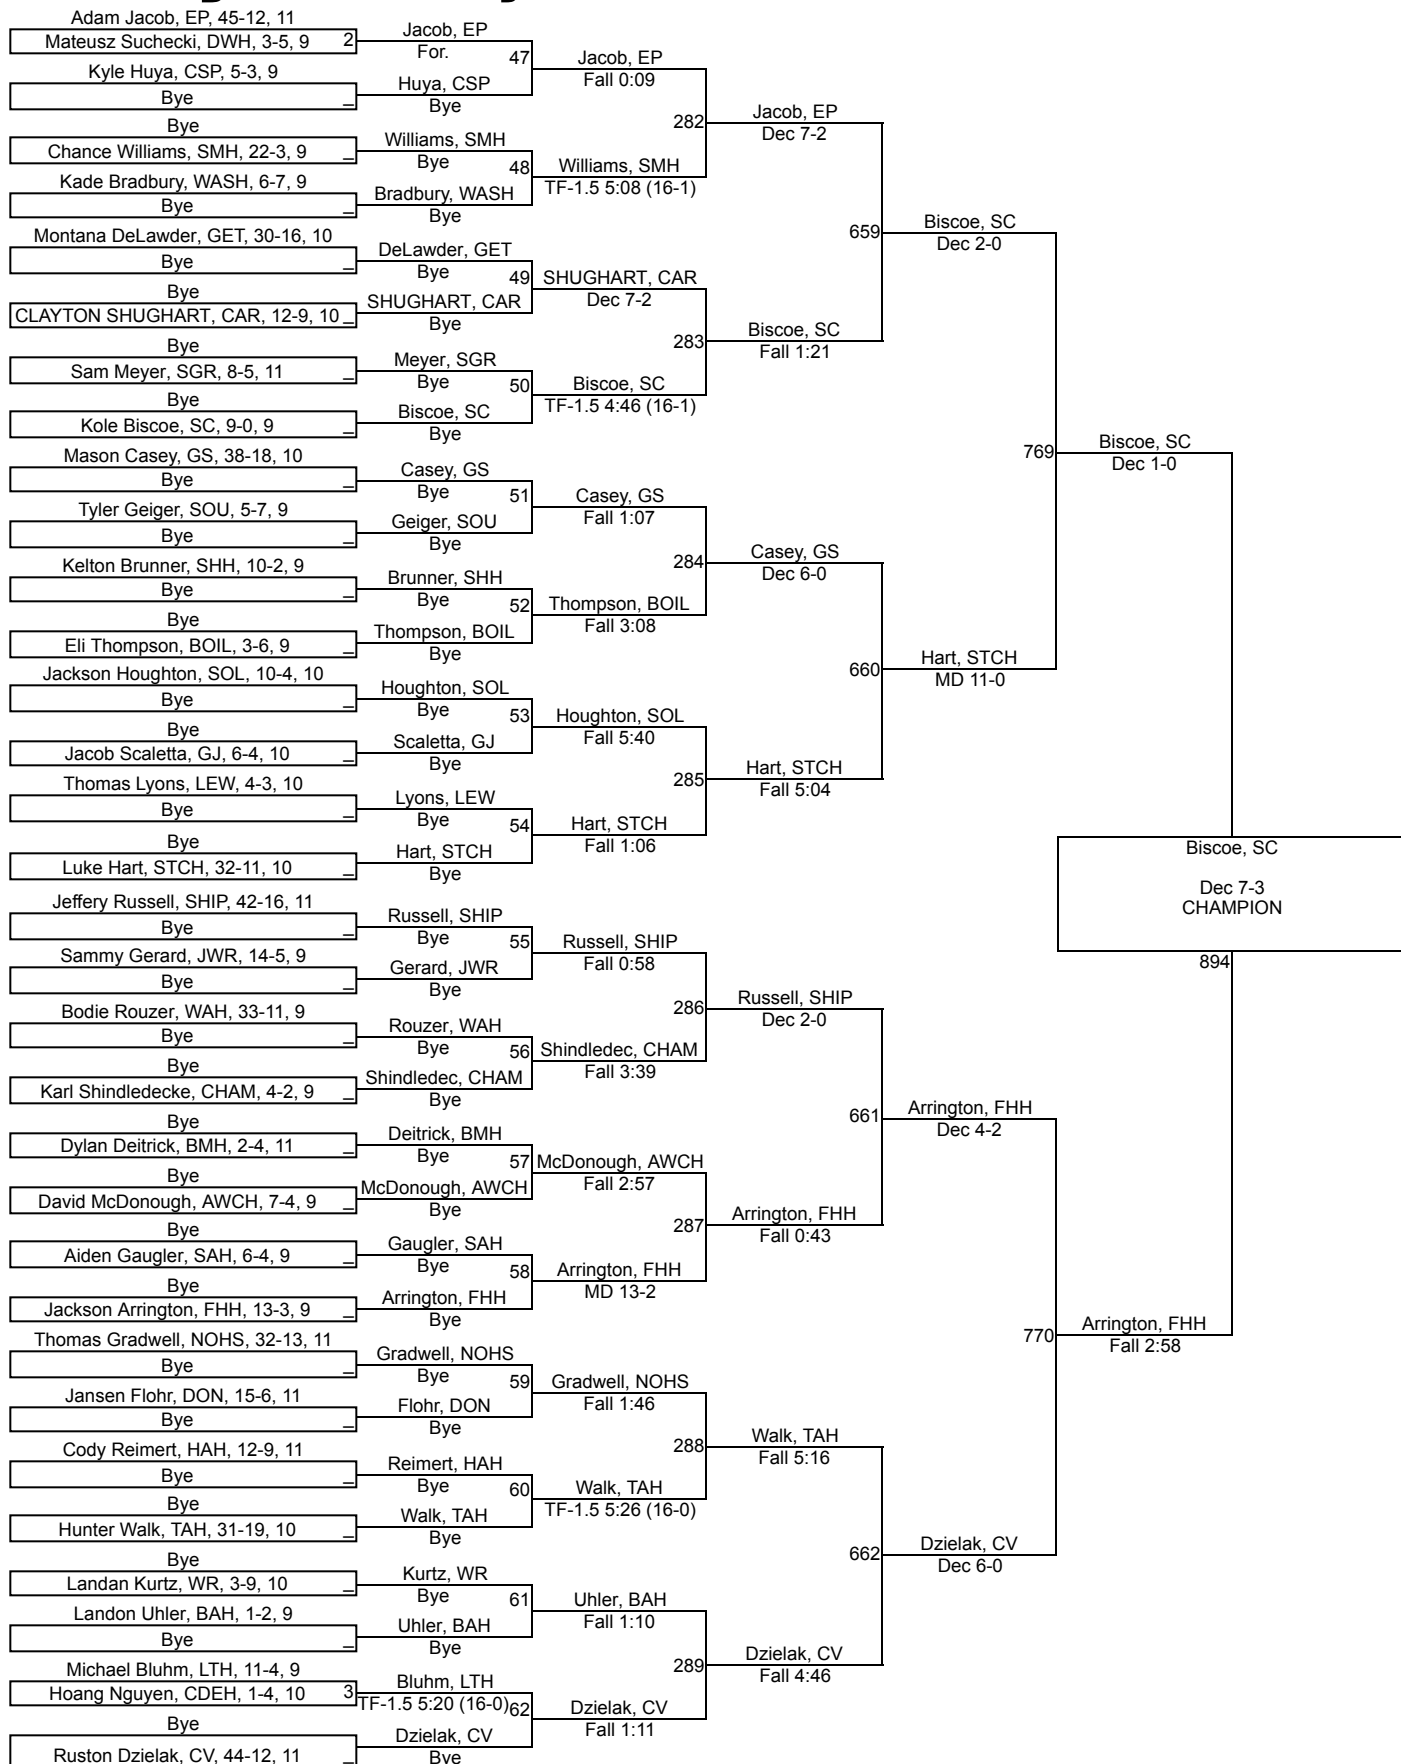 Adam Jacob, EP, 45-12, 11
Mateusz Suchecki, DWH, 3-5, 9 2
Kyle Huya, CSP, 5-3, 9
Bye _
Bye
Chance Williams, SMH, 22-3, 9 _
Kade Bradbury, WASH, 6-7, 9
Bye _
Montana DeLawder, GET, 30-16, 10
Bye _
Bye
CLAYTON SHUGHART, CAR, 12-9, 10 _
Bye
Sam Meyer, SGR, 8-5, 11 _
Bye
Kole Biscoe, SC, 9-0, 9 _
Mason Casey, GS, 38-18, 10
Bye _
Tyler Geiger, SOU, 5-7, 9
Bye _
Kelton Brunner, SHH, 10-2, 9
Bye _
Bye
Eli Thompson, BOIL, 3-6, 9 _
Jackson Houghton, SOL, 10-4, 10
Bye _
Bye
Jacob Scaletta, GJ, 6-4, 10 _
Thomas Lyons, LEW, 4-3, 10
Bye _
Bye
Luke Hart, STCH, 32-11, 10 _
Jeffery Russell, SHIP, 42-16, 11
Bye _
Sammy Gerard, JWR, 14-5, 9
Bye _
Bodie Rouzer, WAH, 33-11, 9
Bye _
Bye
Karl Shindledecke, CHAM, 4-2, 9 _
Bye
Dylan Deitrick, BMH, 2-4, 11 _
Bye
David McDonough, AWCH, 7-4, 9 _
Bye
Aiden Gaugler, SAH, 6-4, 9 _
Bye
Jackson Arrington, FHH, 13-3, 9 _
Thomas Gradwell, NOHS, 32-13, 11
Bye _
Jansen Flohr, DON, 15-6, 11
Bye _
Cody Reimert, HAH, 12-9, 11
Bye _
Bye
Hunter Walk, TAH, 31-19, 10 _
Bye
Landan Kurtz, WR, 3-9, 10 _
Landon Uhler, BAH, 1-2, 9
Bye _
Michael Bluhm, LTH, 11-4, 9
Hoang Nguyen, CDEH, 1-4, 10 3
Bye
Ruston Dzielak, CV, 44-12, 11 _
Jacob, EP
For.
47
Huya, CSP
Bye
Williams, SMH
Bye
48
Bradbury, WASH
Bye
DeLawder, GET
Bye
49
SHUGHART, CAR
Bye
Meyer, SGR
Bye
50
Biscoe, SC
Bye
Casey, GS
Bye
51
Geiger, SOU
Bye
Brunner, SHH
Bye
52
Thompson, BOIL
Bye
Houghton, SOL
Bye
53
Scaletta, GJ
Bye
Lyons, LEW
Bye
54
Hart, STCH
Bye
Russell, SHIP
Bye
55
Gerard, JWR
Bye
Rouzer, WAH
Bye
56
Shindledec, CHAM
Bye
Deitrick, BMH
Bye
57
McDonough, AWCH
Bye
Gaugler, SAH
Bye
58
Arrington, FHH
Bye
Gradwell, NOHS
Bye
59
Flohr, DON
Bye
Reimert, HAH
Bye
60
Walk, TAH
Bye
Kurtz, WR
Bye
61
Uhler, BAH
Bye
Bluhm, LTH
TF-1.5 5:20 (16-0)
62
Dzielak, CV
Bye
Jacob, EP
Fall 0:09
282
Williams, SMH
TF-1.5 5:08 (16-1)
SHUGHART, CAR
Dec 7-2
283
Biscoe, SC
TF-1.5 4:46 (16-1)
Casey, GS
Fall 1:07
284
Thompson, BOIL
Fall 3:08
Houghton, SOL
Fall 5:40
285
Hart, STCH
Fall 1:06
Russell, SHIP
Fall 0:58
286
Shindledec, CHAM
Fall 3:39
McDonough, AWCH
Fall 2:57
287
Arrington, FHH
MD 13-2
Gradwell, NOHS
Fall 1:46
288
Walk, TAH
TF-1.5 5:26 (16-0)
Uhler, BAH
Fall 1:10
289
Dzielak, CV
Fall 1:11
Jacob, EP
Dec 7-2
659
Biscoe, SC
Fall 1:21
Casey, GS
Dec 6-0
660
Hart, STCH
Fall 5:04
Russell, SHIP
Dec 2-0
661
Arrington, FHH
Fall 0:43
Walk, TAH
Fall 5:16
662
Dzielak, CV
Fall 4:46
Biscoe, SC
Dec 2-0
769
Hart, STCH
MD 11-0
Arrington, FHH
Dec 4-2
770
Dzielak, CV
Dec 6-0
Biscoe, SC
Dec 1-0
Biscoe, SC
Dec 7-3
CHAMPION
894
Arrington, FHH
Fall 2:58